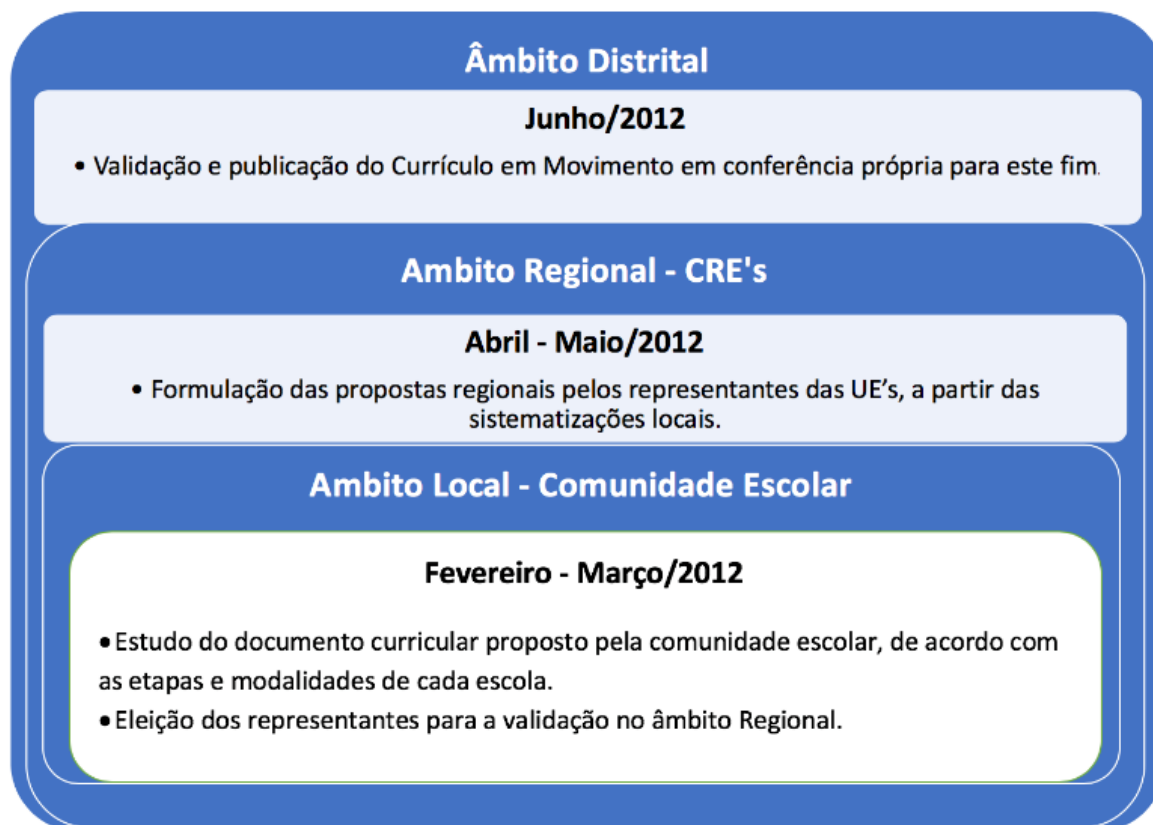 Âmbito Distrital
Junho/2012
• Validação e publicação do Currículo em Movimento em conferência própria para este fim.
Ambito Regional - CRE's
Abril - Maio/2012
• Formulação das propostas regionais pelos representantes das UE’s, a partir das
sistematizações locais.
Ambito Local - Comunidade Escolar
Fevereiro - Março/2012
•Estudo do documento curricular proposto pela comunidade escolar, de acordo com
as etapas e modalidades de cada escola.
•Eleição dos representantes para a validação no âmbito Regional.